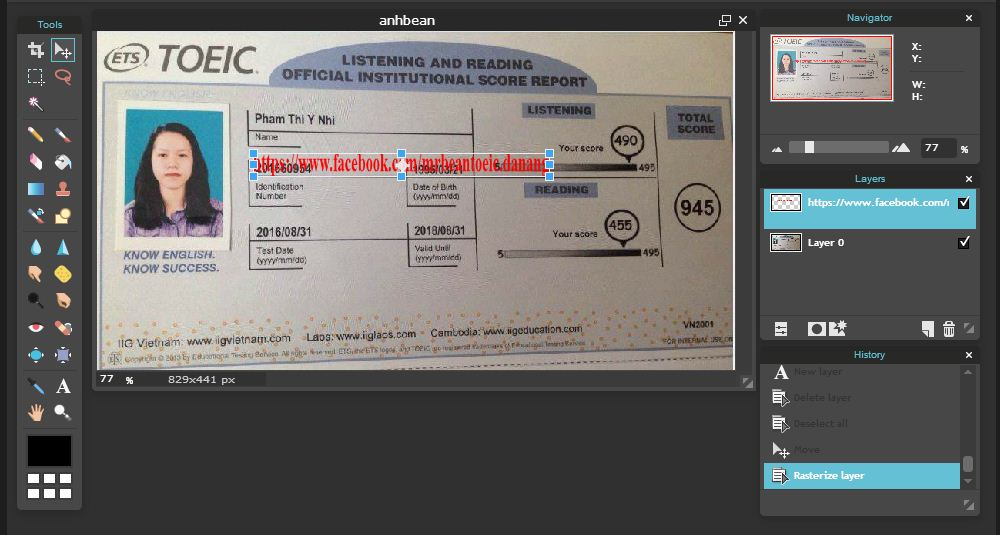 Tools
anhbean
ETS TOEIC
LISTENING AND READING
OFFICIAL INSTITUTIONAL SCORE REPORT
KNOW ENGLISH.
KNOW SUCCESS.
Pham Thi Y Nhi
Name
https://www.facebook.com/mrbeantoeic.danang
201660954
Identification
Number
1996/03/21
Date of Birth
(yyyy/mm/dd)
2016/08/31
Test Date
(yyyy/mm/dd)
2018/08/31
Valid Until
(yyyy/mm/dd)
LISTENING
Your score
490
5
495
READING
Your score
455
5
495
TOTAL
SCORE
945
IIG Vietnam: www.iigvietnam.com Laos: www.iiglaos.com Cambodia: www.iigeducation.com
VN2001
FOR INTERNAL USE ON
77 % 829x441 px
Navigator
X:
Y:
W:
H:
77 %
Layers
https://www.facebook.com/r
Layer 0
History
New layer
Delete layer
Deselect all
Move
Rasterize layer